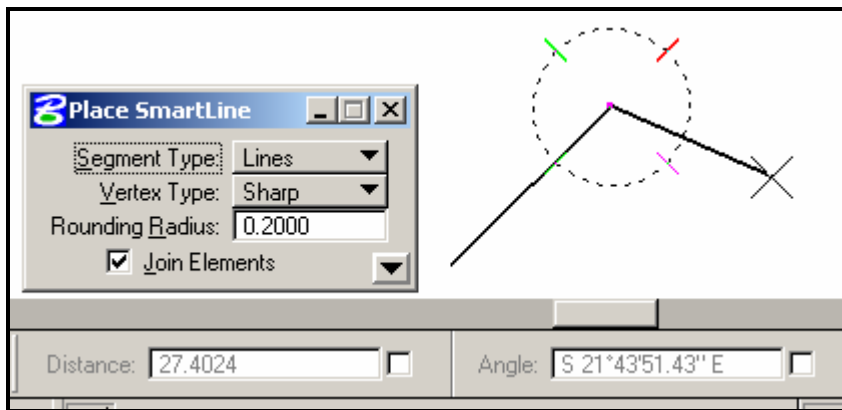 Place SmartLine
Segment Type: Lines
Vertex Type: Sharp
Rounding Radius: 0.2000
Join Elements
Distance: 27.4024
Angle: S 21°43'51.43" E